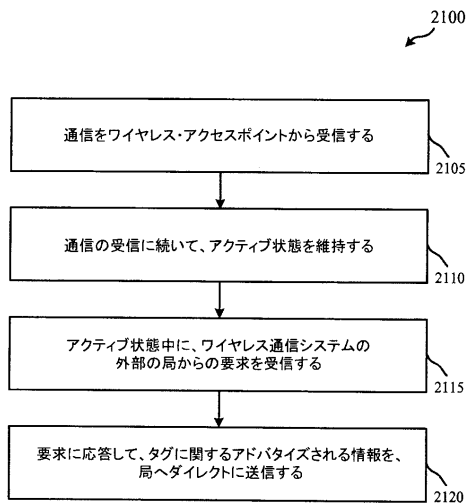 2100
通信をワイヤレス・アクセスポイントから受信する
2105
通信の受信に続いて、アクティブ状態を維持する
2110
アクティブ状態中に、ワイヤレス通信システムの
外部の局からの要求を受信する
2115
要求に応答して、タグに関するアドバタイズされる情報を、
局へダイレクトに送信する
2120